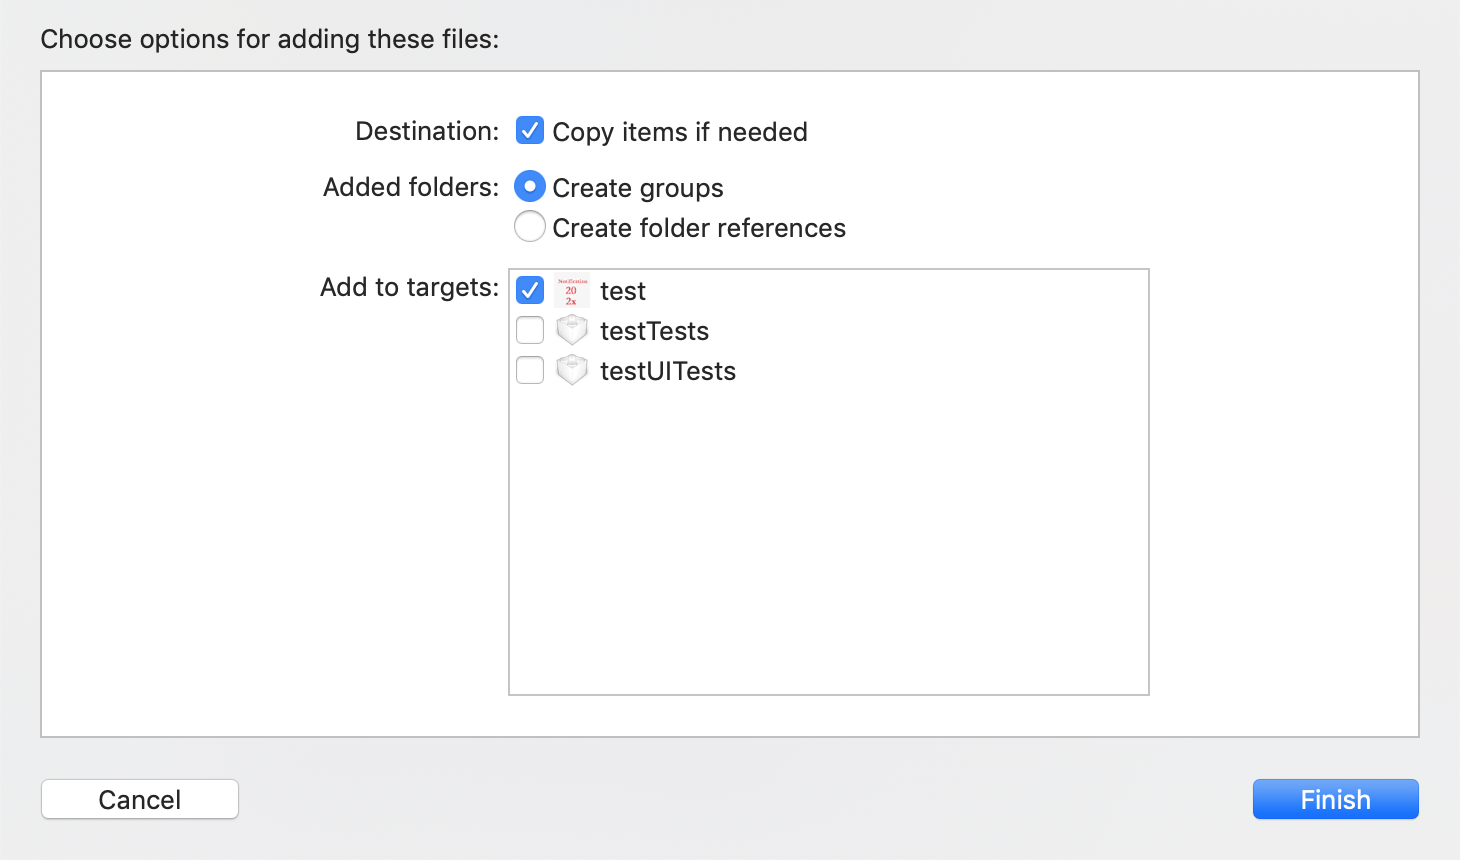 Choose options for adding these files:
Destination: Copy items if needed
Added folders: Create groups
Create folder references
Add to targets: Notification 20 2x test
testTests
testUITests
Cancel Finish